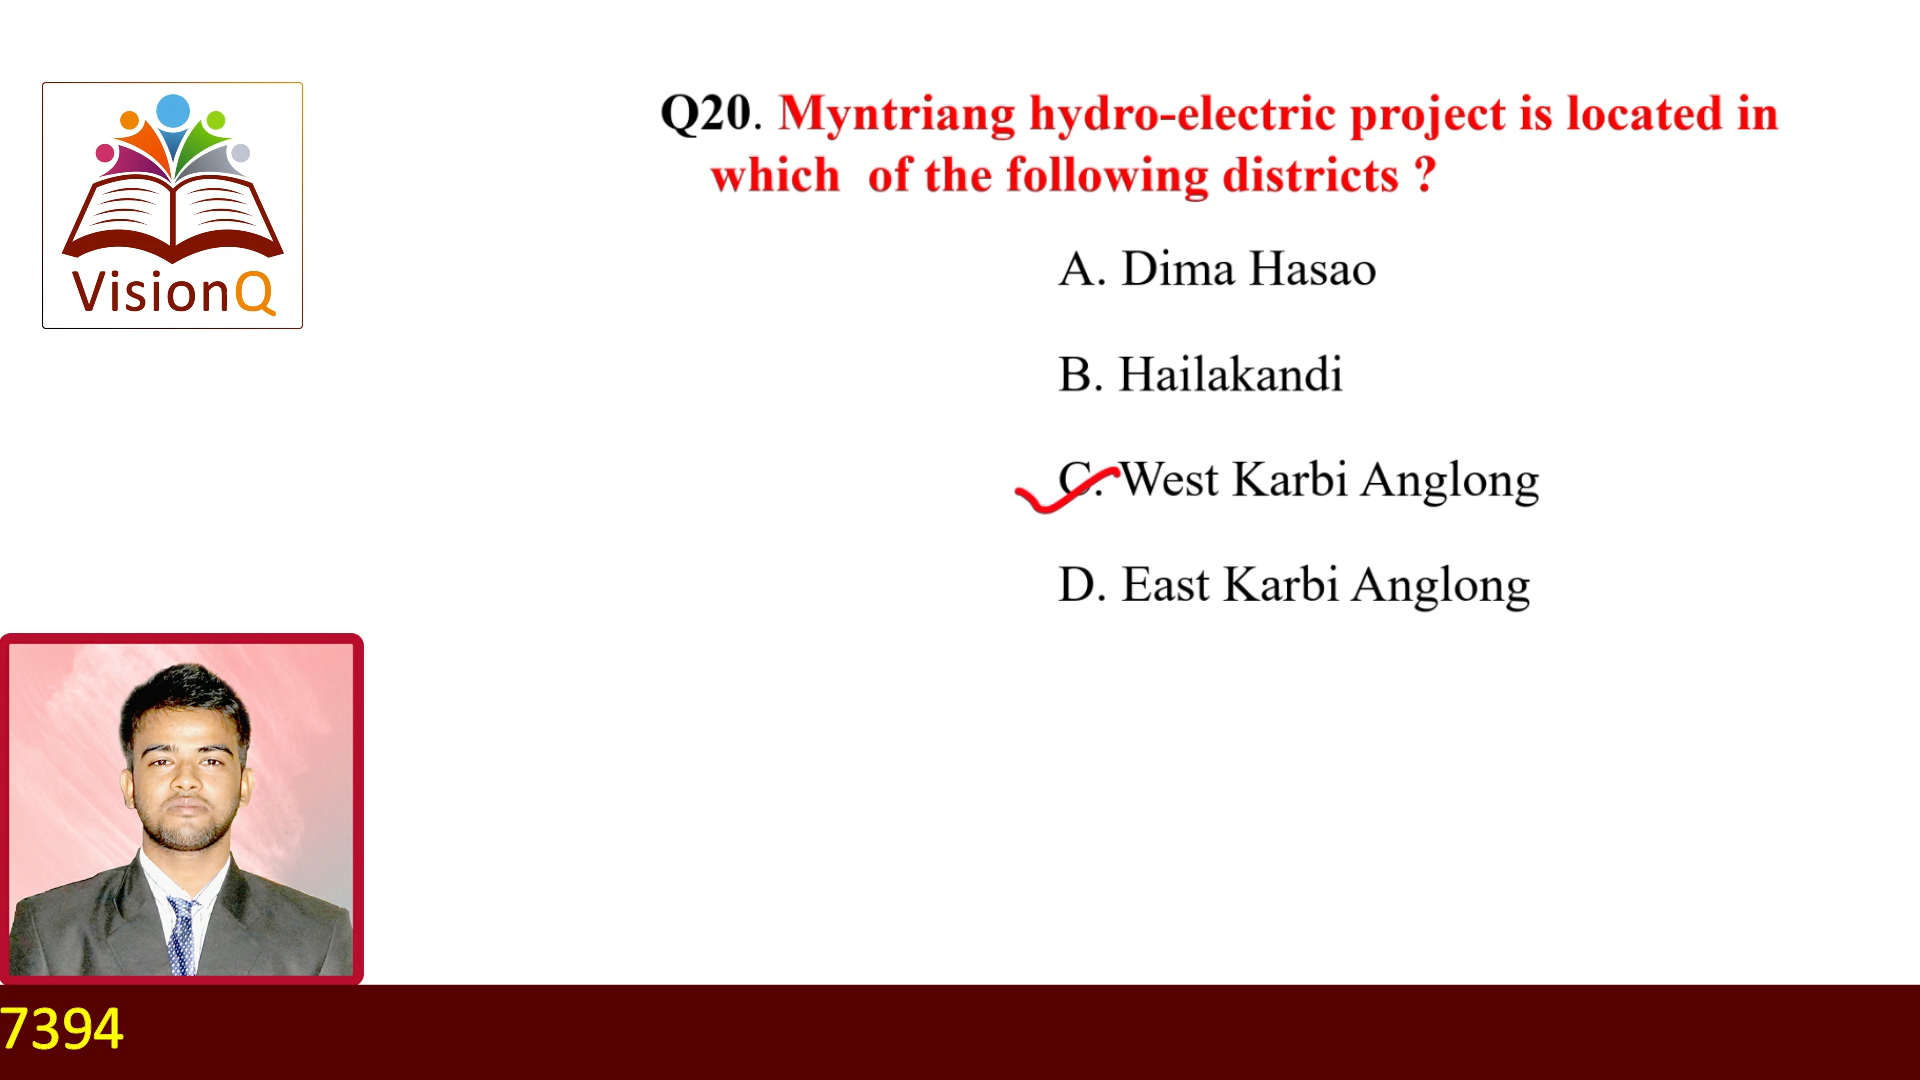 VisionQ
Q20. Myntriang hydro-electric project is located in
which of the following districts ?
A. Dima Hasao
B. Hailakandi
C. West Karbi Anglong
D. East Karbi Anglong
7394